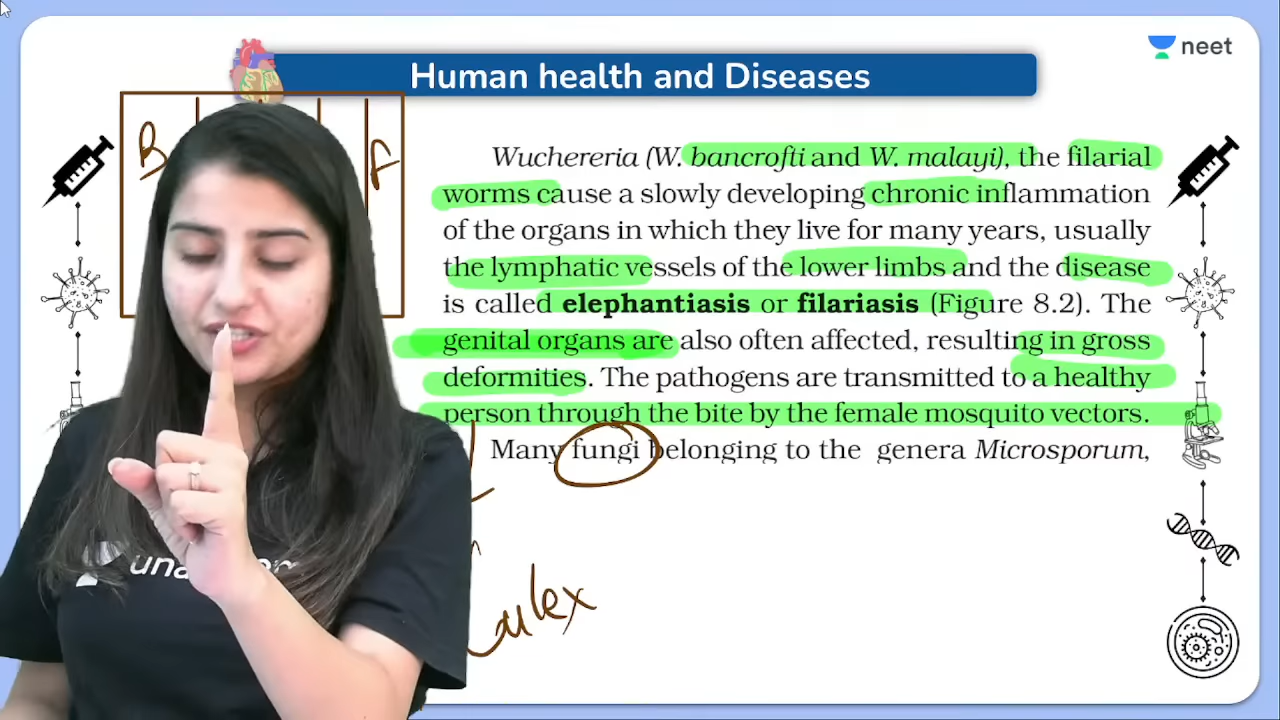 neet
Human health and Diseases
B
F
Wuchereria (W. bancrofti and W. malayi), the filarial
worms cause a slowly developing chronic inflammation
of the organs in which they live for many years, usually
the lymphatic vessels of the lower limbs and the disease
is called elephantiasis or filariasis (Figure 8.2). The
genital organs are also often affected, resulting in gross
deformities. The pathogens are transmitted to a healthy
person through the bite by the female mosquito vectors.
Many fungi belonging to the genera Microsporum,
Culex